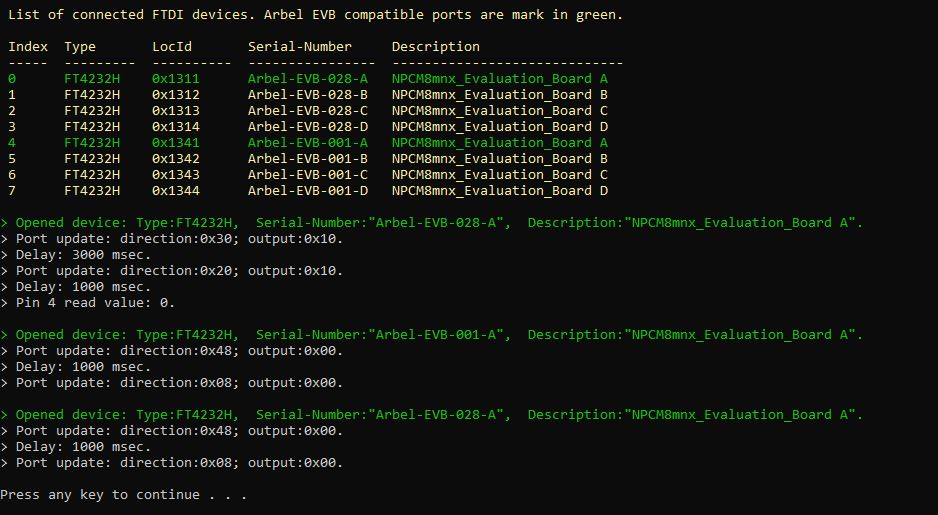 List of connected FTDI devices. Arbel EVB compatible ports are mark in green.
Index  Type       LocId      Serial-Number     Description
-----  ---------  ----------  ----------------  -----------------------------
0      FT4232H    0x1311     Arbel-EVB-028-A   NPCM8mnx_Evaluation_Board A
1      FT4232H    0x1312     Arbel-EVB-028-B   NPCM8mnx_Evaluation_Board B
2      FT4232H    0x1313     Arbel-EVB-028-C   NPCM8mnx_Evaluation_Board C
3      FT4232H    0x1314     Arbel-EVB-028-D   NPCM8mnx_Evaluation_Board D
4      FT4232H    0x1341     Arbel-EVB-001-A   NPCM8mnx_Evaluation_Board A
5      FT4232H    0x1342     Arbel-EVB-001-B   NPCM8mnx_Evaluation_Board B
6      FT4232H    0x1343     Arbel-EVB-001-C   NPCM8mnx_Evaluation_Board C
7      FT4232H    0x1344     Arbel-EVB-001-D   NPCM8mnx_Evaluation_Board D
> Opened device: Type:FT4232H,  Serial-Number:"Arbel-EVB-028-A",  Description:"NPCM8mnx_Evaluation_Board A".
> Port update: direction:0x30; output:0x10.
> Delay: 3000 msec.
> Port update: direction:0x20; output:0x10.
> Delay: 1000 msec.
> Pin 4 read value: 0.
> Opened device: Type:FT4232H,  Serial-Number:"Arbel-EVB-001-A",  Description:"NPCM8mnx_Evaluation_Board A".
> Port update: direction:0x48; output:0x00.
> Delay: 1000 msec.
> Port update: direction:0x08; output:0x00.
> Opened device: Type:FT4232H,  Serial-Number:"Arbel-EVB-028-A",  Description:"NPCM8mnx_Evaluation_Board A".
> Port update: direction:0x48; output:0x00.
> Delay: 1000 msec.
> Port update: direction:0x08; output:0x00.
Press any key to continue . . .